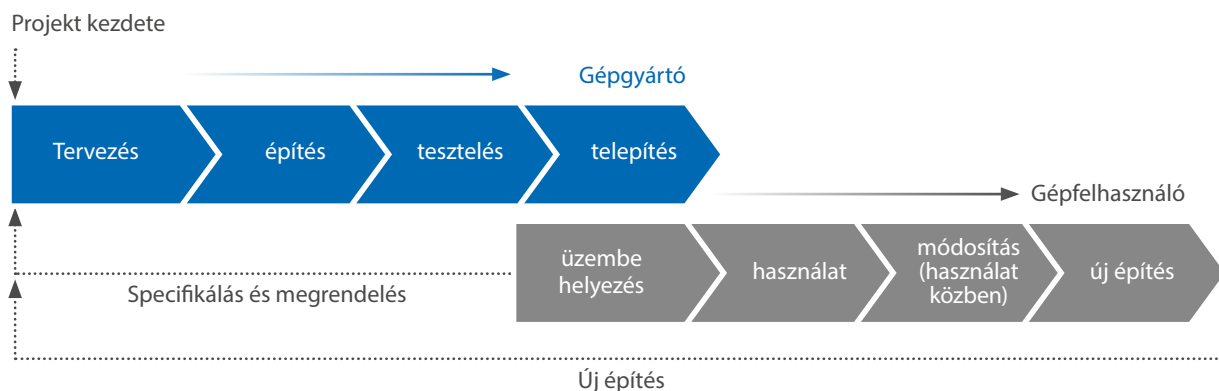 Projekt kezdete
Gépgyártó
Tervezés
építés
tesztelés
telepítés
Gépfelhasználó
üzembe
helyezés
használat
módosítás
(használat
közben)
új építés
Specifikálás és megrendelés
Új építés